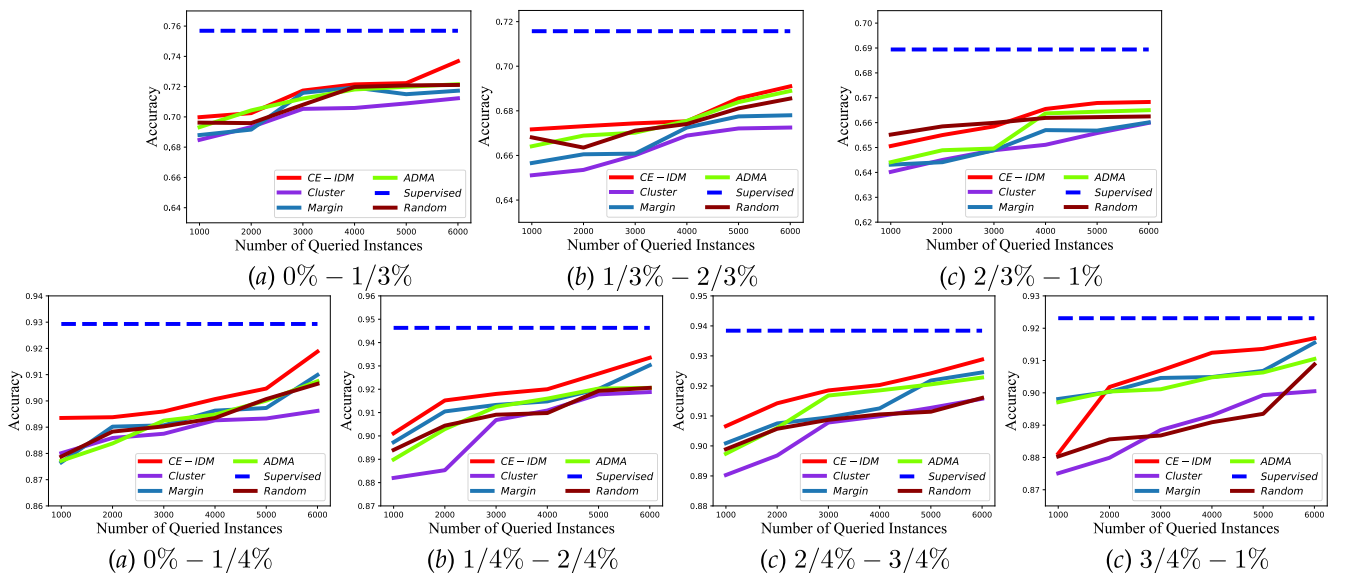 0.76
0.74
0.72
0.70
0.68
0.66
0.64
Accuracy
CE−IDM
Cluster
Margin
ADMA
Supervised
Random
1000 2000 3000 4000 5000 6000
Number of Queried Instances
(a) 0% − 1/3%
0.72
0.70
0.68
0.66
0,64
Accuracy
CE−IDM
Cluster
Margin
ADMA
Supervised
Random
1000 2000 3000 4000 5000 6000
Number of Queried Instances
(b) 1/3% − 2/3%
0.70
0.69
0.68
0.67
0.66
0.65
0.64
0,63
0,62
Accuracy
CE−IDM
Cluster
Margin
ADMA
Supervised
Random
1000 2000 3000 4000 5000 6000
Number of Queried Instances
(c) 2/3% − 1%
0.94
0.93
0.92
0.91
0.90
0.89
0.88
0.87
0.86
Accuracy
CE−IDM
Cluster
Margin
ADMA
Supervised
Random
1000 2000 3000 4000 5000 6000
Number of Queried Instances
(a) 0% − 1/4%
0.96
0.95
0.94
0.93
0.92
0.91
0.90
0.89
0.88
0.87
Accuracy
CE−IDM
Cluster
Margin
ADMA
Supervised
Random
1000 2000 3000 4000 5000 6000
Number of Queried Instances
(b) 1/4% − 2/4%
0.95
0.94
0.93
0.92
0.91
0.90
0.89
0.88
Accuracy
CE−IDM
Cluster
Margin
ADMA
Supervised
Random
1000 2000 3000 4000 5000 6000
Number of Queried Instances
(c) 2/4% − 3/4%
0.93
0.92
0.91
0.90
0.89
0.88
0.87
Accuracy
CE−IDM
Cluster
Margin
ADMA
Supervised
Random
1000 2000 3000 4000 5000 6000
Number of Queried Instances
(c) 3/4% − 1%